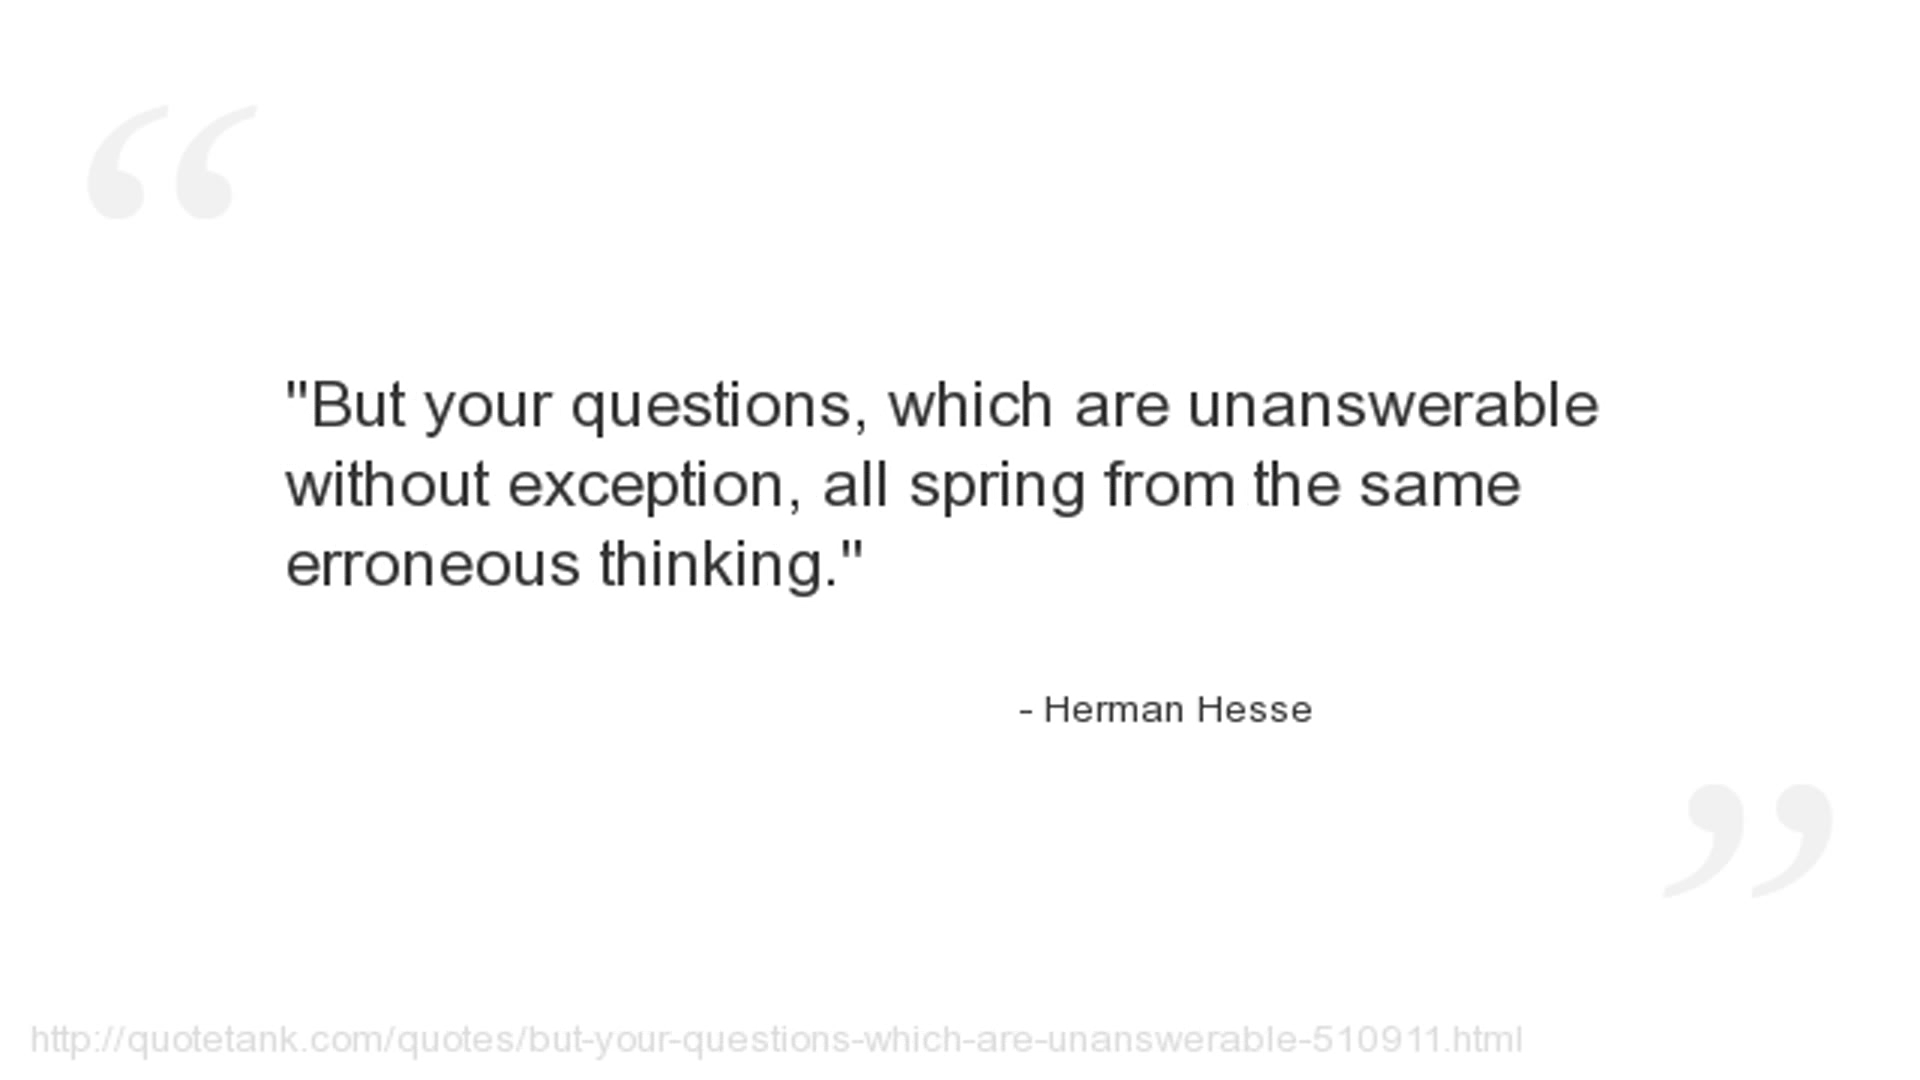 "But your questions, which are unanswerable
without exception, all spring from the same
erroneous thinking."
- Herman Hesse
http://quotetank.com/quotes/but-your-questions-which-are-unanswerable-510911.html